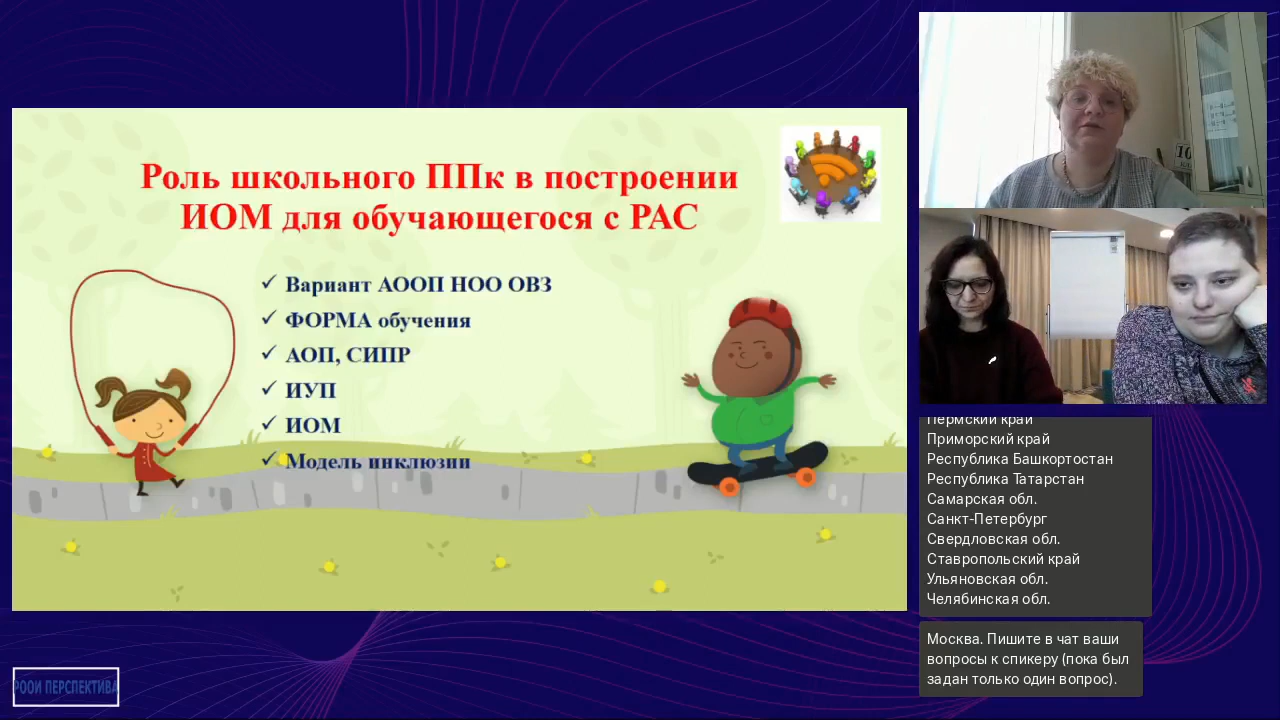 Роль школьного ППк в построении
ИОМ для обучающегося с РАС
Вариант АООП НОО ОВЗ
ФОРМА обучения
АОП, СИПР
ИУП
ИОМ
Модель инклюзии
10
Пермский край
Приморский край
Республика Башкортостан
Республика Татарстан
Самарская обл.
Санкт-Петербург
Свердловская обл.
Ставропольский край
Ульяновская обл.
Челябинская обл.
Москва. Пишите в чат ваши
вопросы к спикеру (пока был
задан только один вопрос).
РООИ ПЕРСПЕКТИВА